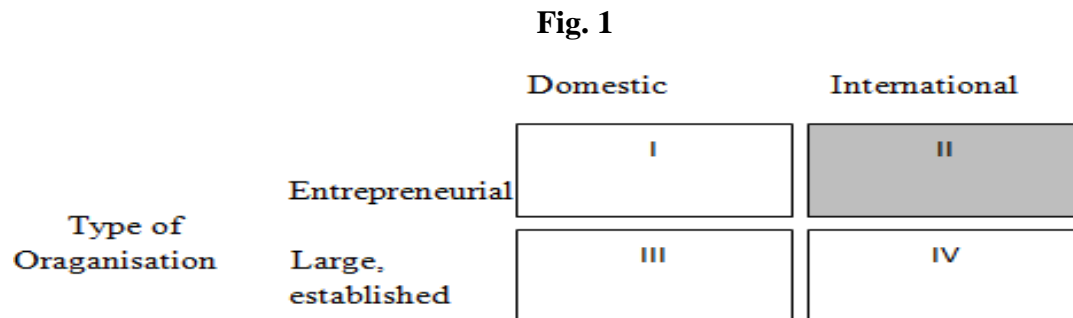 Fig. 1
Domestic International
I II
Entrepreneurial
Type of
Oraganisation
III IV
Large,
established